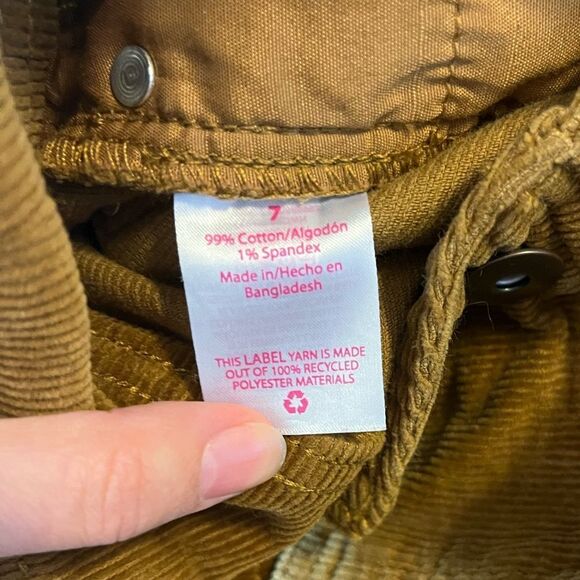 7
99% Cotton/Algodón
1% Spandex
Made in/Hecho en
Bangladesh
THIS LABEL YARN IS MADE
OUT OF 100% RECYCLED
POLYESTER MATERIALS